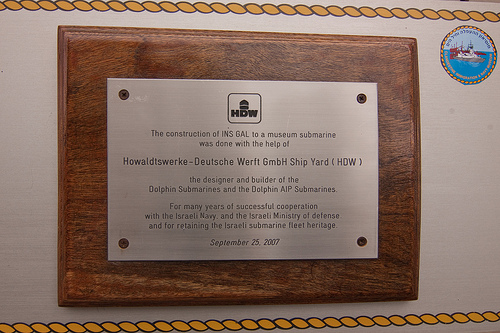 HDW
The construction of INS GAL to a museum submarine
was done with the help of
Howaldtswerke-Deutsche Werft GmbH Ship Yard ( HDW )
the designer and builder of the
Dolphin Submarines and the Dolphin AIP Submarines.
For many years of successful cooperation
with the Israeli Navy, and the Israeli Ministry of defense
and for retaining the Israeli submarine fleet heritage.
September 25, 2007